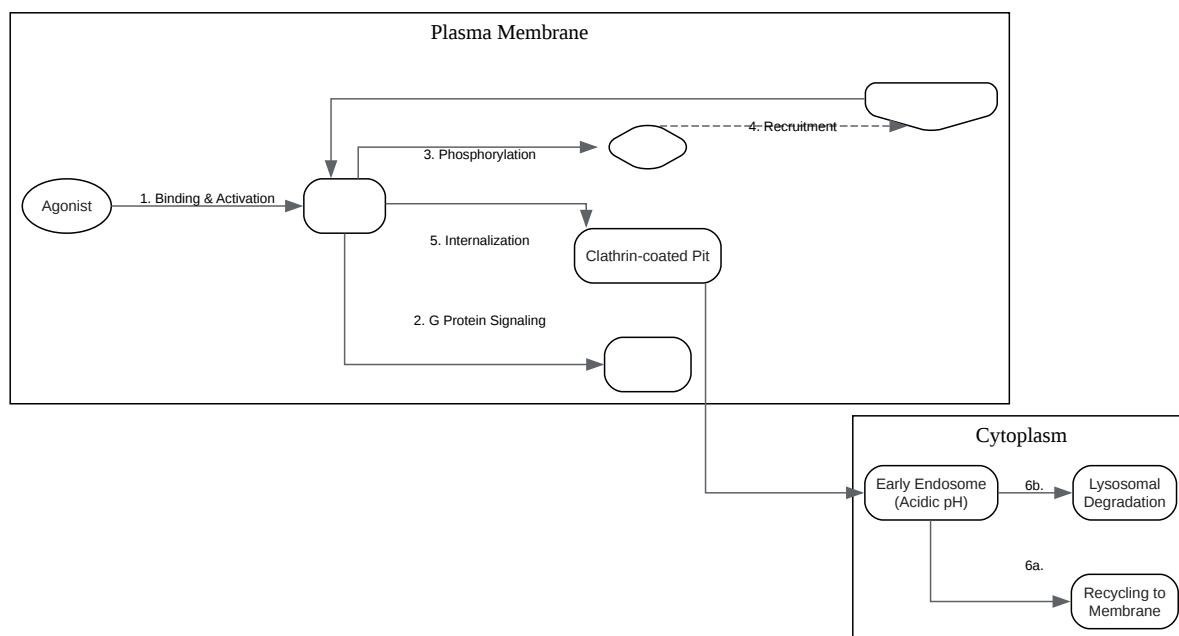 Plasma Membrane
4. Recruitment
3. Phosphorylation
Agonist
1. Binding & Activation
5. Internalization
Clathrin-coated Pit
2. G Protein Signaling
Cytoplasm
Early Endosome
(Acidic pH)
6b.
Lysosomal
Degradation
6a.
Recycling to
Membrane